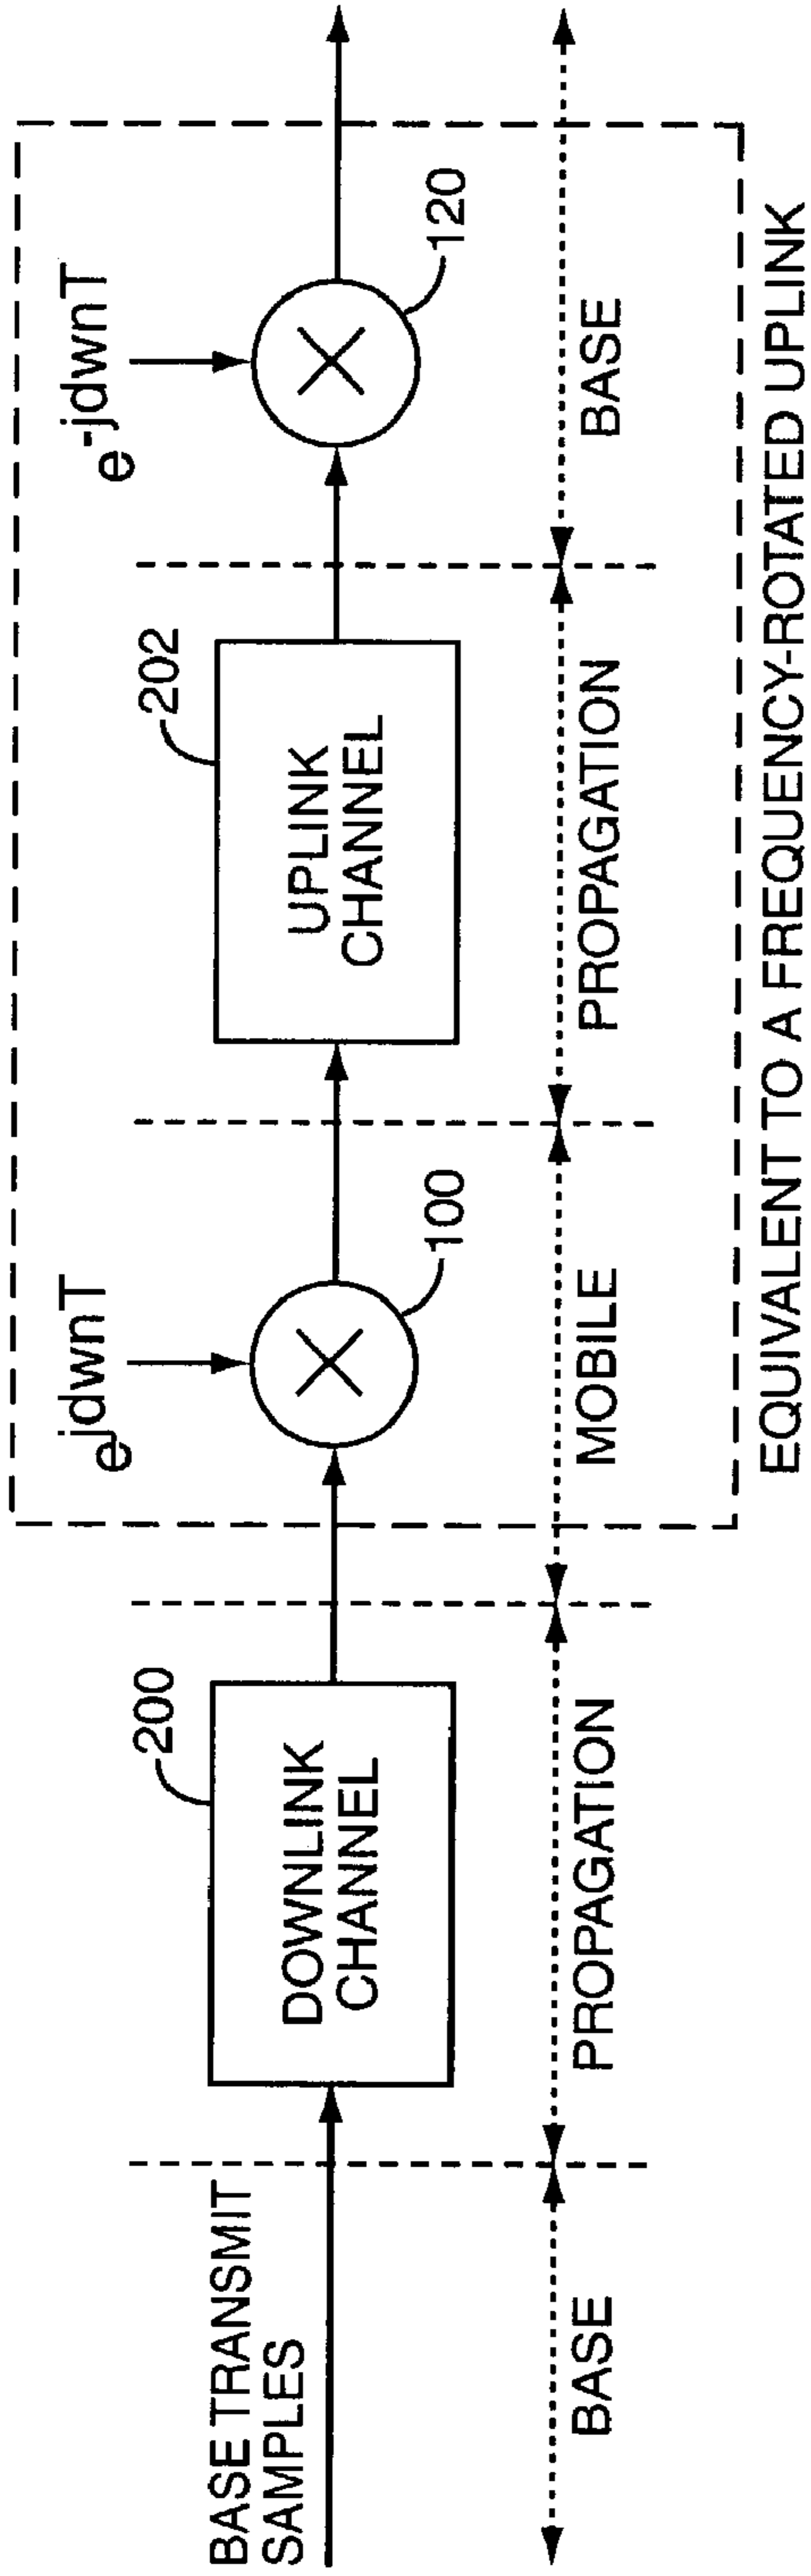 BASE TRANSMIT
SAMPLES
200
DOWNLINK
CHANNEL
e^jdwnT
100
202
UPLINK
CHANNEL
e^-jdwnT
120
BASE
PROPAGATION
MOBILE
PROPAGATION
BASE
EQUIVALENT TO A FREQUENCY-ROTATED UPLINK